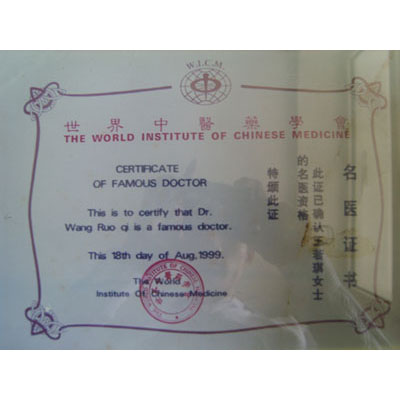 W.I.C.M.
世界中醫藥學會
THE WORLD INSTITUTE OF CHINESE MEDICINE
CERTIFICATE
OF FAMOUS DOCTOR
This is to certify that Dr.
Wang Ruo qi is a famous doctor.
This 18th day of Aug, 1999.
The World
Institute Of Chinese Medicine
名医证书
此证已确认王若琪女士
的名医资格
特颁此证